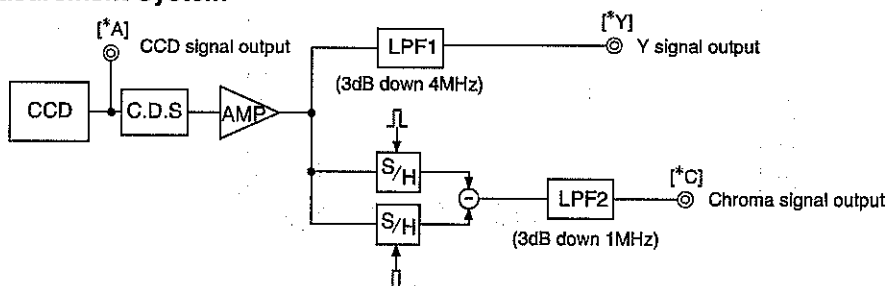 [*A]
CCD signal output
[*Y]
Y signal output
LPF1
(3dB down 4MHz)
CCD
C.D.S
AMP
S/H
[*C]
Chroma signal output
LPF2
(3dB down 1MHz)
S/H